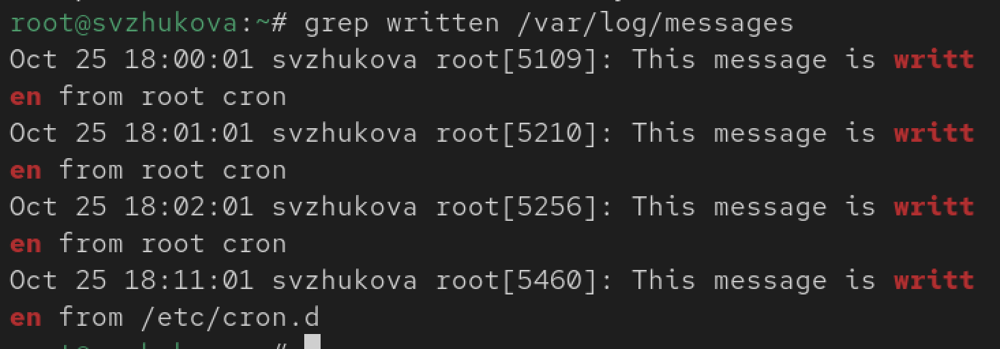 root@svzhukova:~# grep written /var/log/messages
Oct 25 18:00:01 svzhukova root[5109]: This message is writt
en from root cron
Oct 25 18:01:01 svzhukova root[5210]: This message is writt
en from root cron
Oct 25 18:02:01 svzhukova root[5256]: This message is writt
en from root cron
Oct 25 18:11:01 svzhukova root[5460]: This message is writt
en from /etc/cron.d